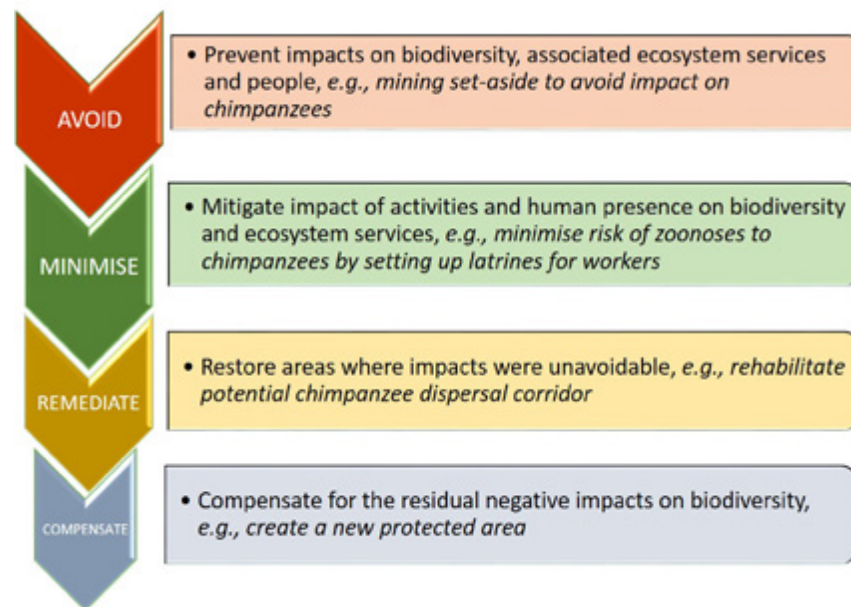 AVOID
• Prevent impacts on biodiversity, associated ecosystem services
and people, e.g., mining set-aside to avoid impact on
chimpanzees
MINIMISE
• Mitigate impact of activities and human presence on biodiversity
and ecosystem services, e.g., minimise risk of zoonoses to
chimpanzees by setting up latrines for workers
REMEDIATE
• Restore areas where impacts were unavoidable, e.g., rehabilitate
potential chimpanzee dispersal corridor
COMPENSATE
• Compensate for the residual negative impacts on biodiversity,
e.g., create a new protected area